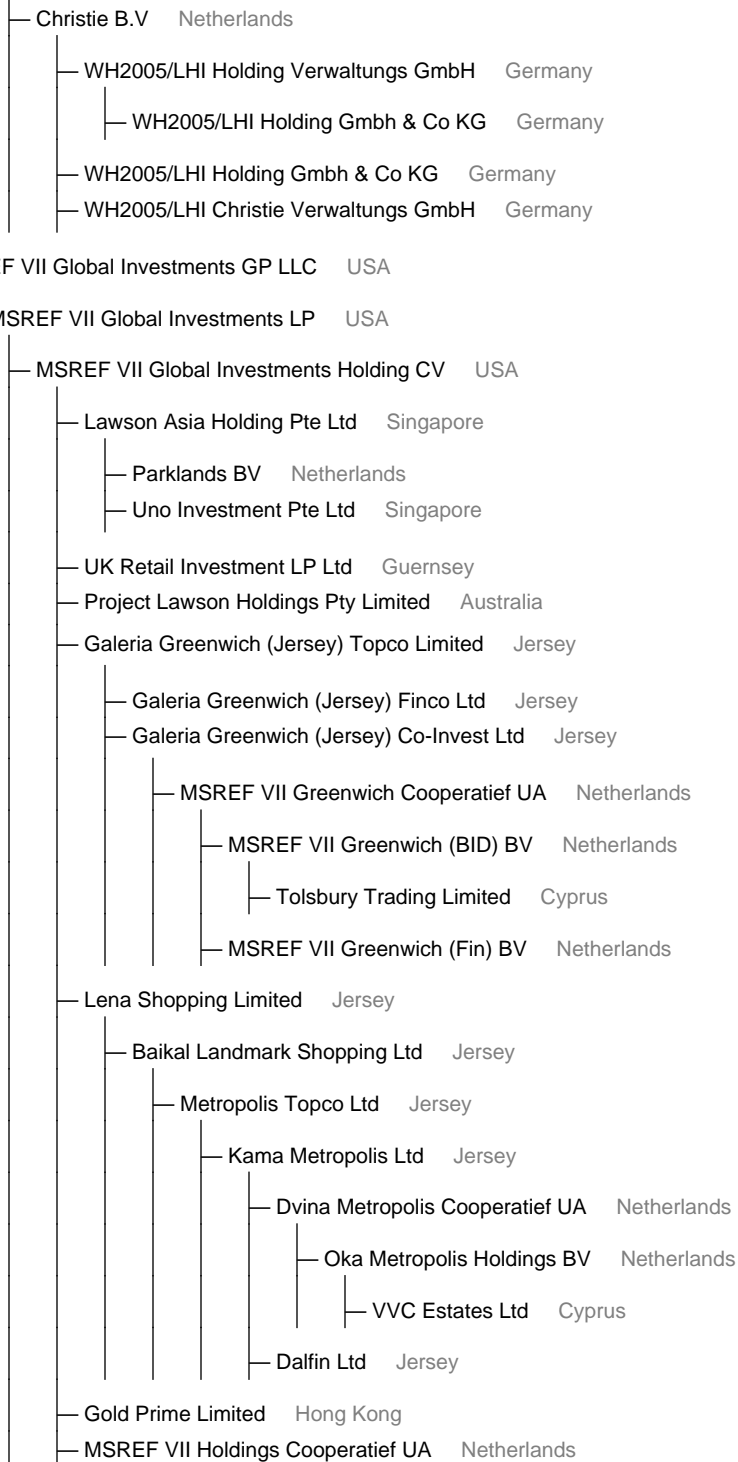 Christie B.V Netherlands
WH2005/LHI Holding Verwaltungs GmbH Germany
WH2005/LHI Holding Gmbh & Co KG Germany
WH2005/LHI Holding Gmbh & Co KG Germany
WH2005/LHI Christie Verwaltungs GmbH Germany
F VII Global Investments GP LLC USA
MSREF VII Global Investments LP USA
MSREF VII Global Investments Holding CV USA
Lawson Asia Holding Pte Ltd Singapore
Parklands BV Netherlands
Uno Investment Pte Ltd Singapore
UK Retail Investment LP Ltd Guernsey
Project Lawson Holdings Pty Limited Australia
Galeria Greenwich (Jersey) Topco Limited Jersey
Galeria Greenwich (Jersey) Finco Ltd Jersey
Galeria Greenwich (Jersey) Co-Invest Ltd Jersey
MSREF VII Greenwich Cooperatief UA Netherlands
MSREF VII Greenwich (BID) BV Netherlands
Tolsbury Trading Limited Cyprus
MSREF VII Greenwich (Fin) BV Netherlands
Lena Shopping Limited Jersey
Baikal Landmark Shopping Ltd Jersey
Metropolis Topco Ltd Jersey
Kama Metropolis Ltd Jersey
Dvina Metropolis Cooperatief UA Netherlands
Oka Metropolis Holdings BV Netherlands
VVC Estates Ltd Cyprus
Dalfin Ltd Jersey
Gold Prime Limited Hong Kong
MSREF VII Holdings Cooperatief UA Netherlands